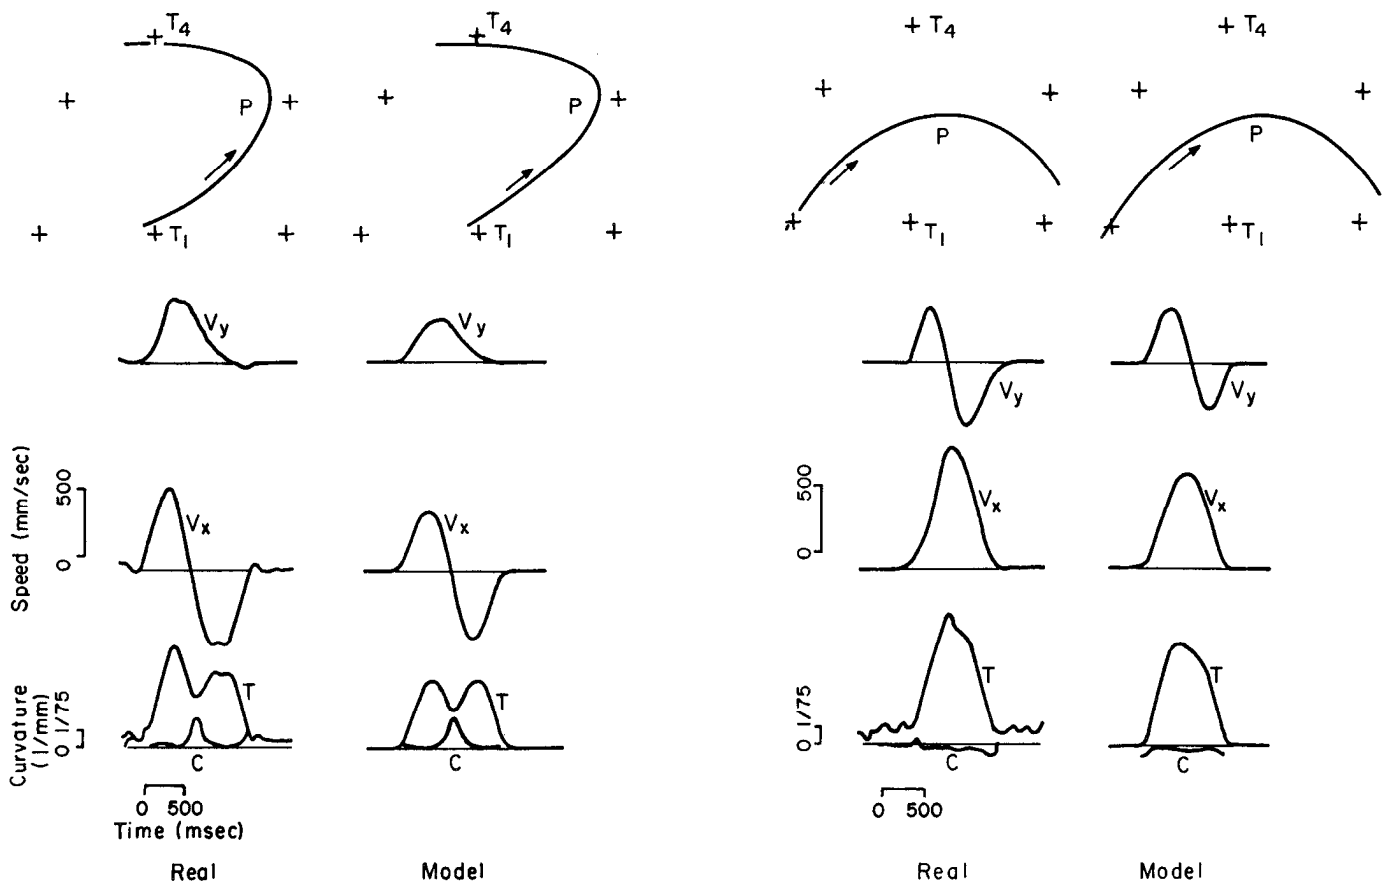 T4
T4
T4
T4
P
P
P
P
T1
T1
T1
T1
Vy
Vy
Vy
Vy
Speed (mm/sec)
500
0
Vx
Vx
500
0
Vx
Vx
Curvature
(1/mm)
0 1/75
T
C
T
C
0 1/75
T
C
T
C
0 500
Time (msec)
0 500
Real
Model
Real
Model